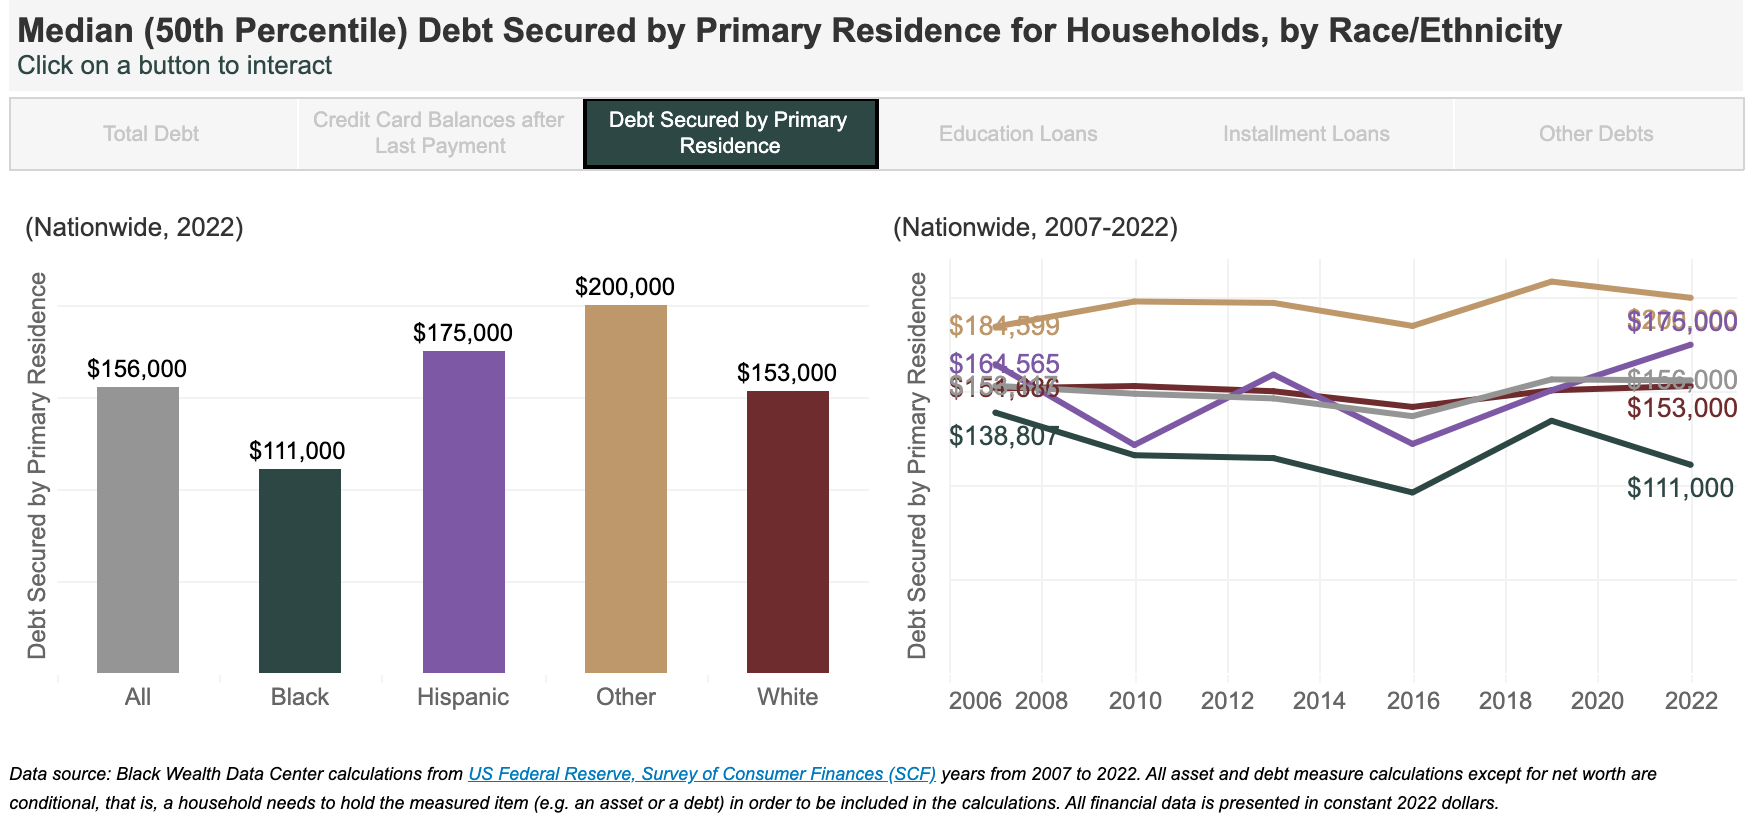 Median (50th Percentile) Debt Secured by Primary Residence for Households, by Race/Ethnicity
Click on a button to interact
Total Debt
Credit Card Balances after
Last Payment
Debt Secured by Primary
Residence
Education Loans
Installment Loans
Other Debts
(Nationwide, 2022)
Debt Secured by Primary Residence
$156,000
$111,000
$175,000
$200,000
$153,000
All
Black
Hispanic
Other
White
(Nationwide, 2007-2022)
Debt Secured by Primary Residence
$184,599
$164,565
$138,807
$175,000
$156,000
$153,000
$111,000
2006
2008
2010
2012
2014
2016
2018
2020
2022
Data source: Black Wealth Data Center calculations from US Federal Reserve, Survey of Consumer Finances (SCF) years from 2007 to 2022. All asset and debt measure calculations except for net worth are
conditional, that is, a household needs to hold the measured item (e.g. an asset or a debt) in order to be included in the calculations. All financial data is presented in constant 2022 dollars.